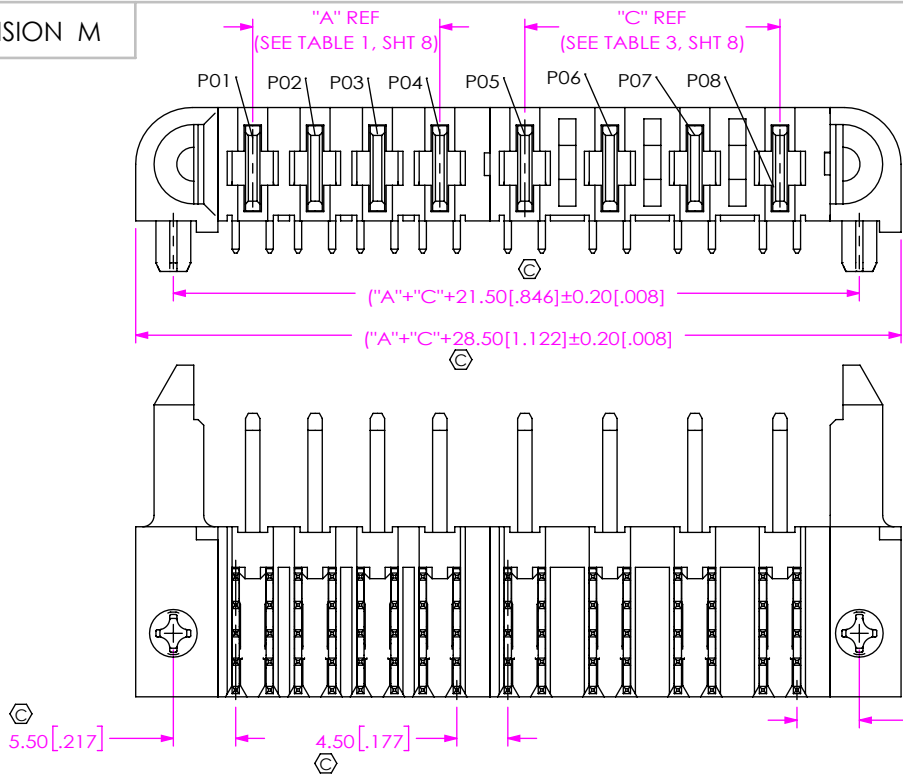 SION M
"A" REF
(SEE TABLE 1, SHT 8)
"C" REF
(SEE TABLE 3, SHT 8)
P01
P02
P03
P04
P05
P06
P07
P08
C
("A"+"C"+21.50[.846]±0.20[.008]
("A"+"C"+28.50[1.122]±0.20[.008]
C
C
5.50[.217]
4.50[.177]
C